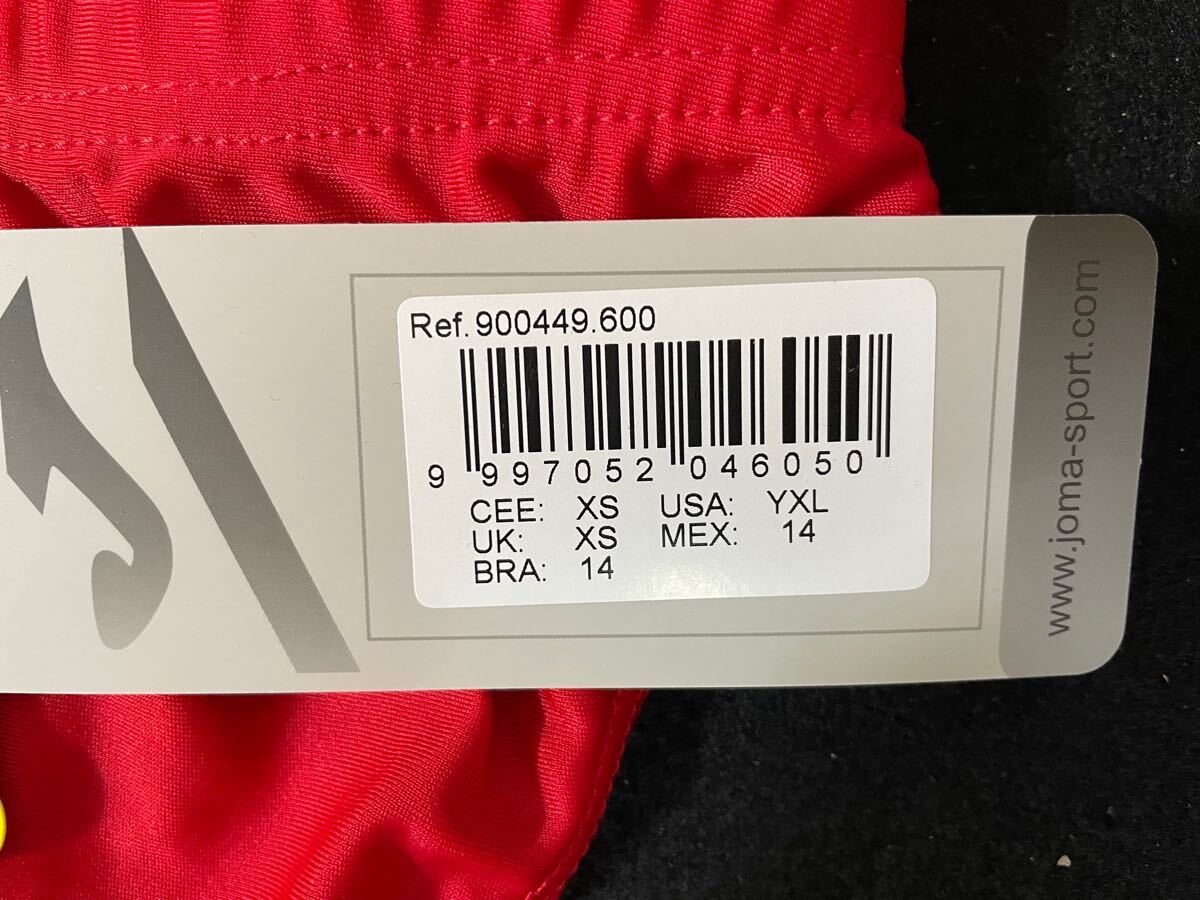 Ref. 900449.600
9 997052 046050
CEE: XS USA: YXL
UK: XS MEX: 14
BRA: 14
www.joma-sport.com